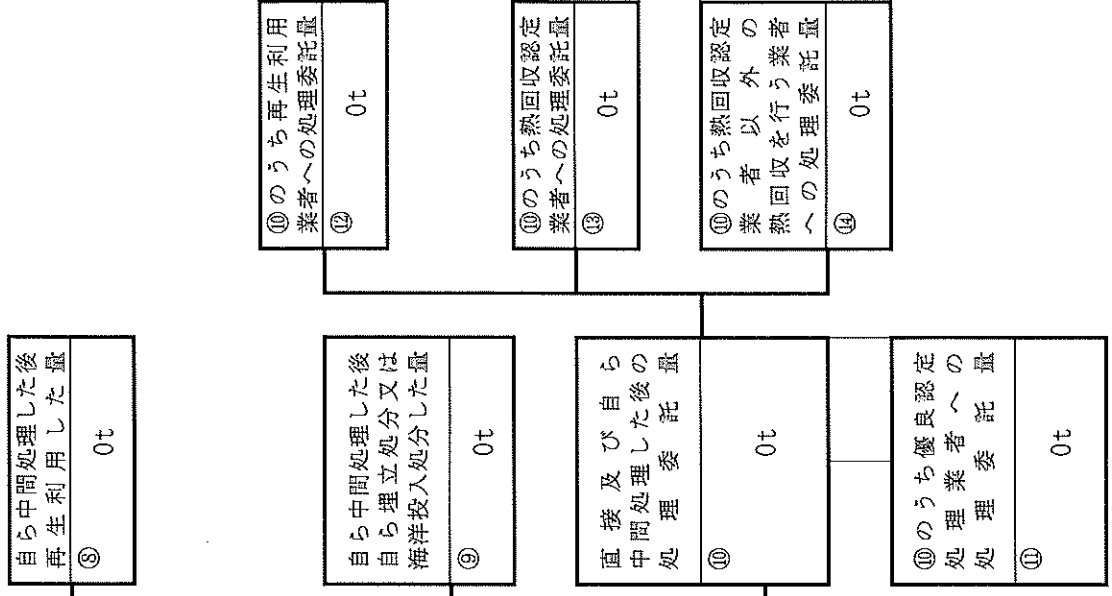 自ら中間処理した後
再生利用した量
⑧
0t
自ら中間処理した後
自ら埋立処分又は
海洋投入処分した量
⑨
0t
直接及び自ら
中間処理した後の
処理委託量
⑩
0t
⑩のうち優良認定
処理業者への
処理委託量
⑪
0t
⑩のうち再生利用
業者への処理委託量
⑫
0t
⑩のうち熱回収認定
業者への処理委託量
⑬
0t
⑩のうち熱回収認定
業者以外の
熱回収を行う業者
への処理委託量
⑭
0t